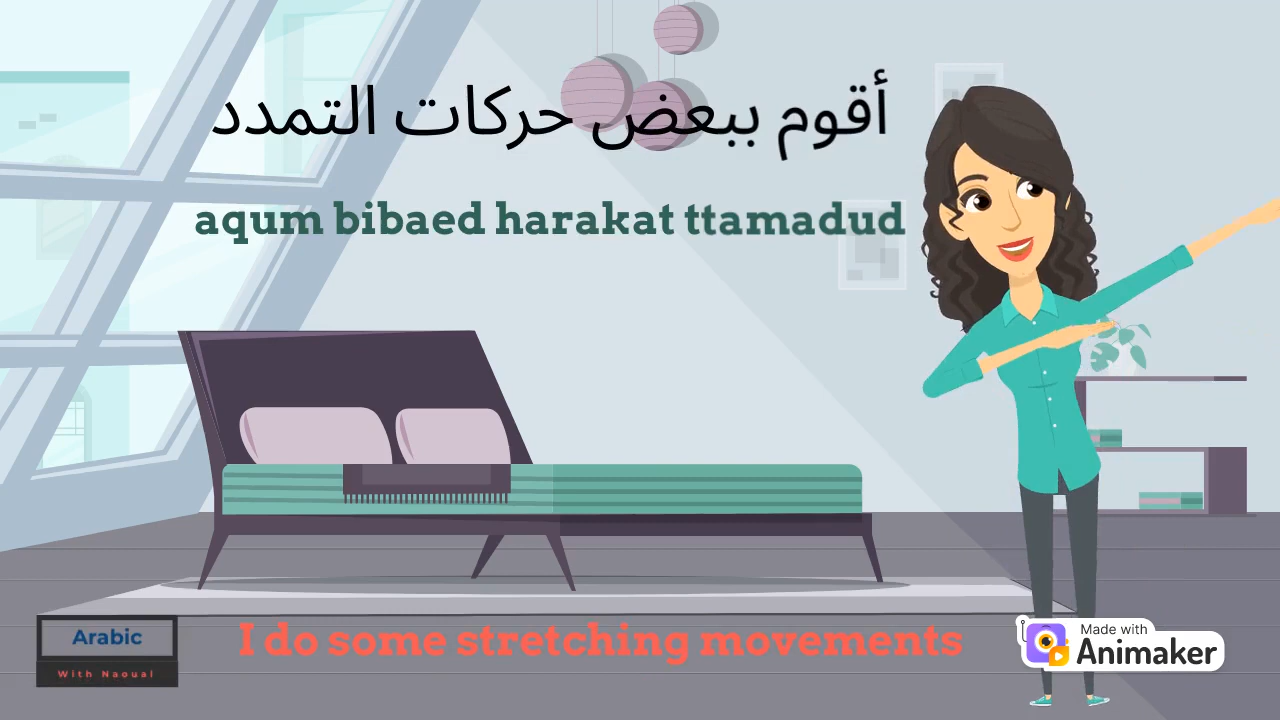 أقوم ببعض حركات التمدد
aqum bibaed harakat ttamadud
I do some stretching movements
Arabic
With Naoual
Made with
Animaker